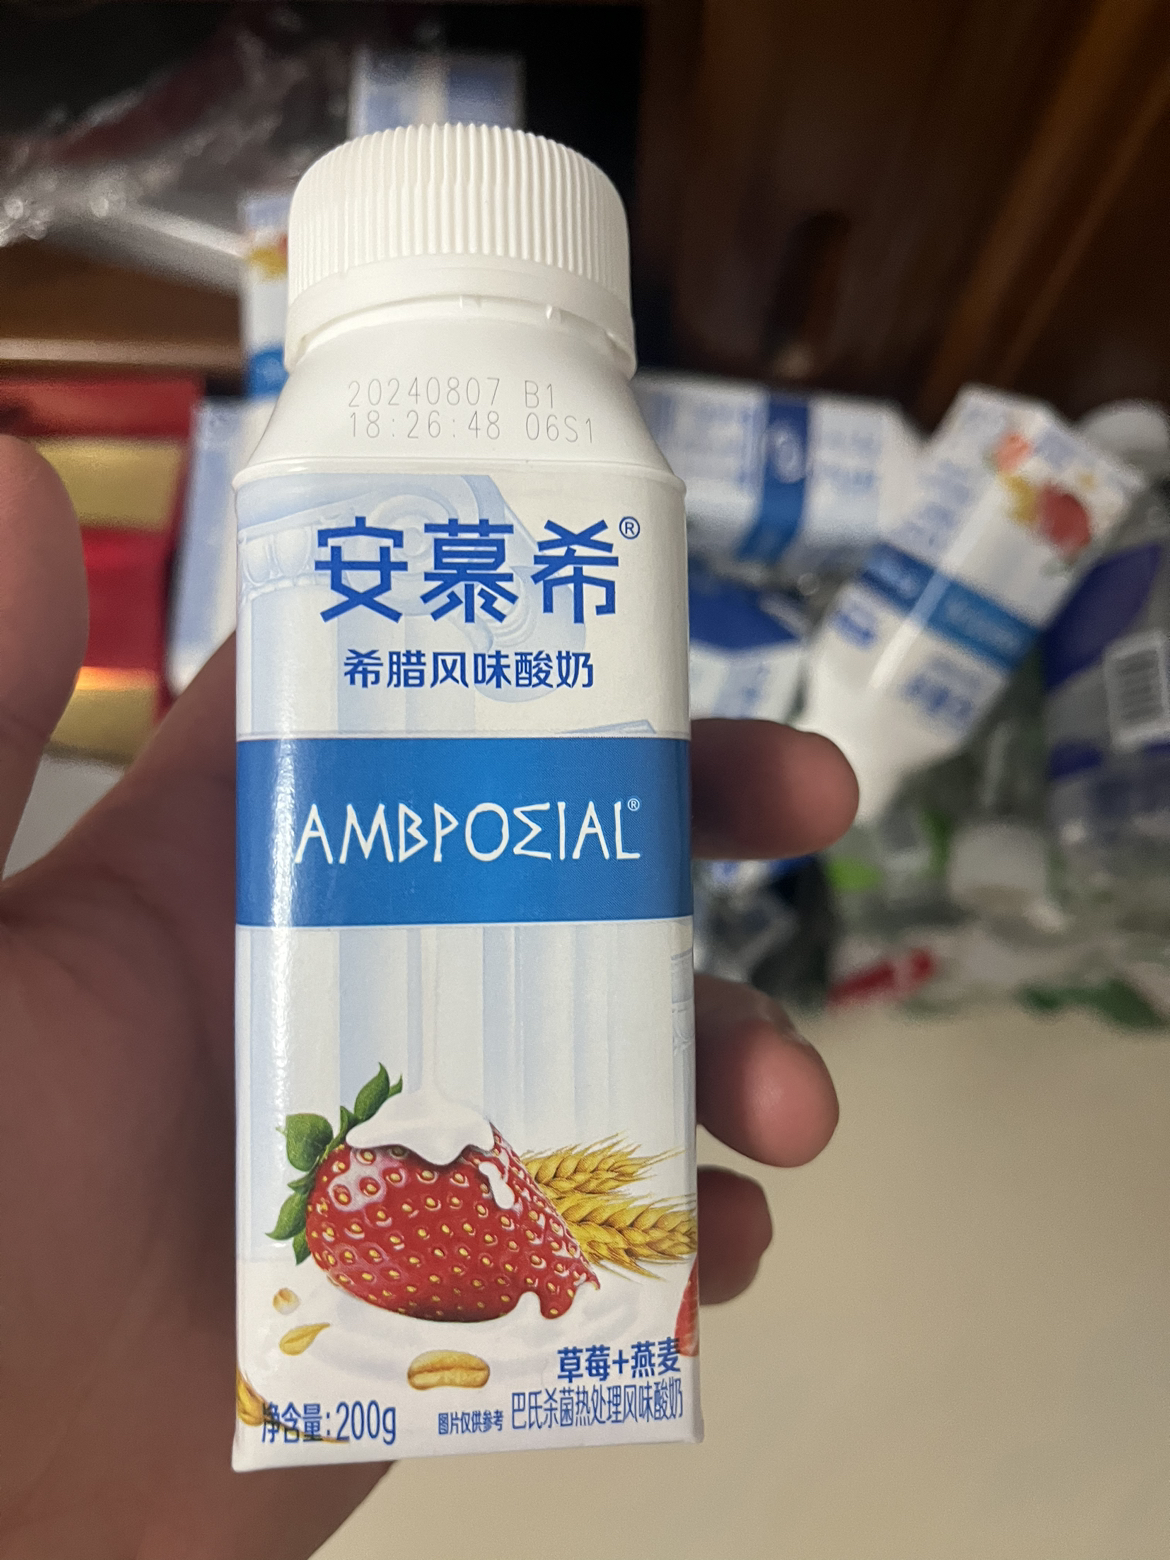 20240807 B1
18:26:48 06S1
安慕希®
希腊风味酸奶
AMBPOΣIAL®
草莓+燕麦
净含量:200g
图片仅供参考 巴氏杀菌热处理风味酸奶